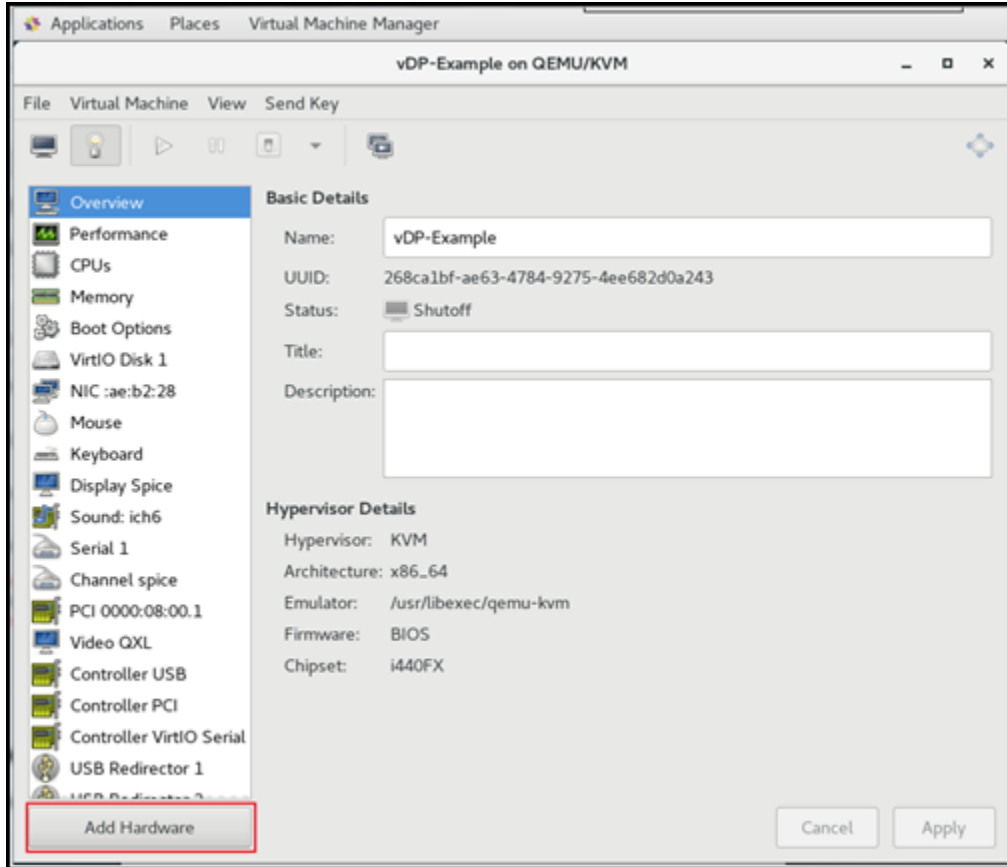 Applications Places Virtual Machine Manager
vDP-Example on QEMU/KVM
File Virtual Machine View Send Key
Overview
Performance
CPUs
Memory
Boot Options
VirtIO Disk 1
NIC :ae:b2:28
Mouse
Keyboard
Display Spice
Sound: ich6
Serial 1
Channel spice
PCI 0000:08:00.1
Video QXL
Controller USB
Controller PCI
Controller VirtIO Serial
USB Redirector 1
Add Hardware
Basic Details
Name: vDP-Example
UUID: 268ca1bf-ae63-4784-9275-4ee682d0a243
Status: Shutoff
Title:
Description:
Hypervisor Details
Hypervisor: KVM
Architecture: x86_64
Emulator: /usr/libexec/qemu-kvm
Firmware: BIOS
Chipset: i440FX
Cancel Apply